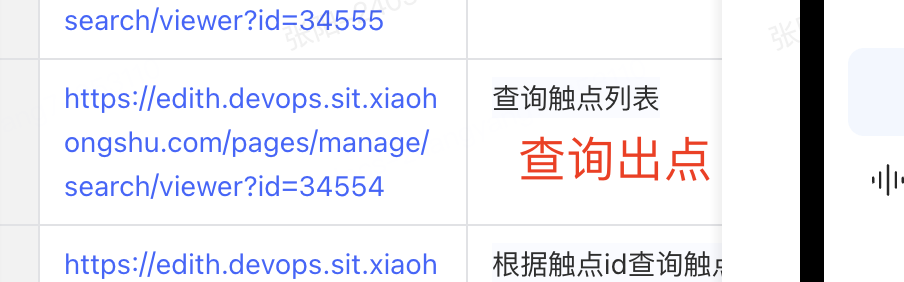 search/viewer?id=34555
https://edith.devops.sit.xiaoh
ongshu.com/pages/manage/
search/viewer?id=34554
查询触点列表
查询出点
https://edith.devops.sit.xiaoh
根据触点id查询触